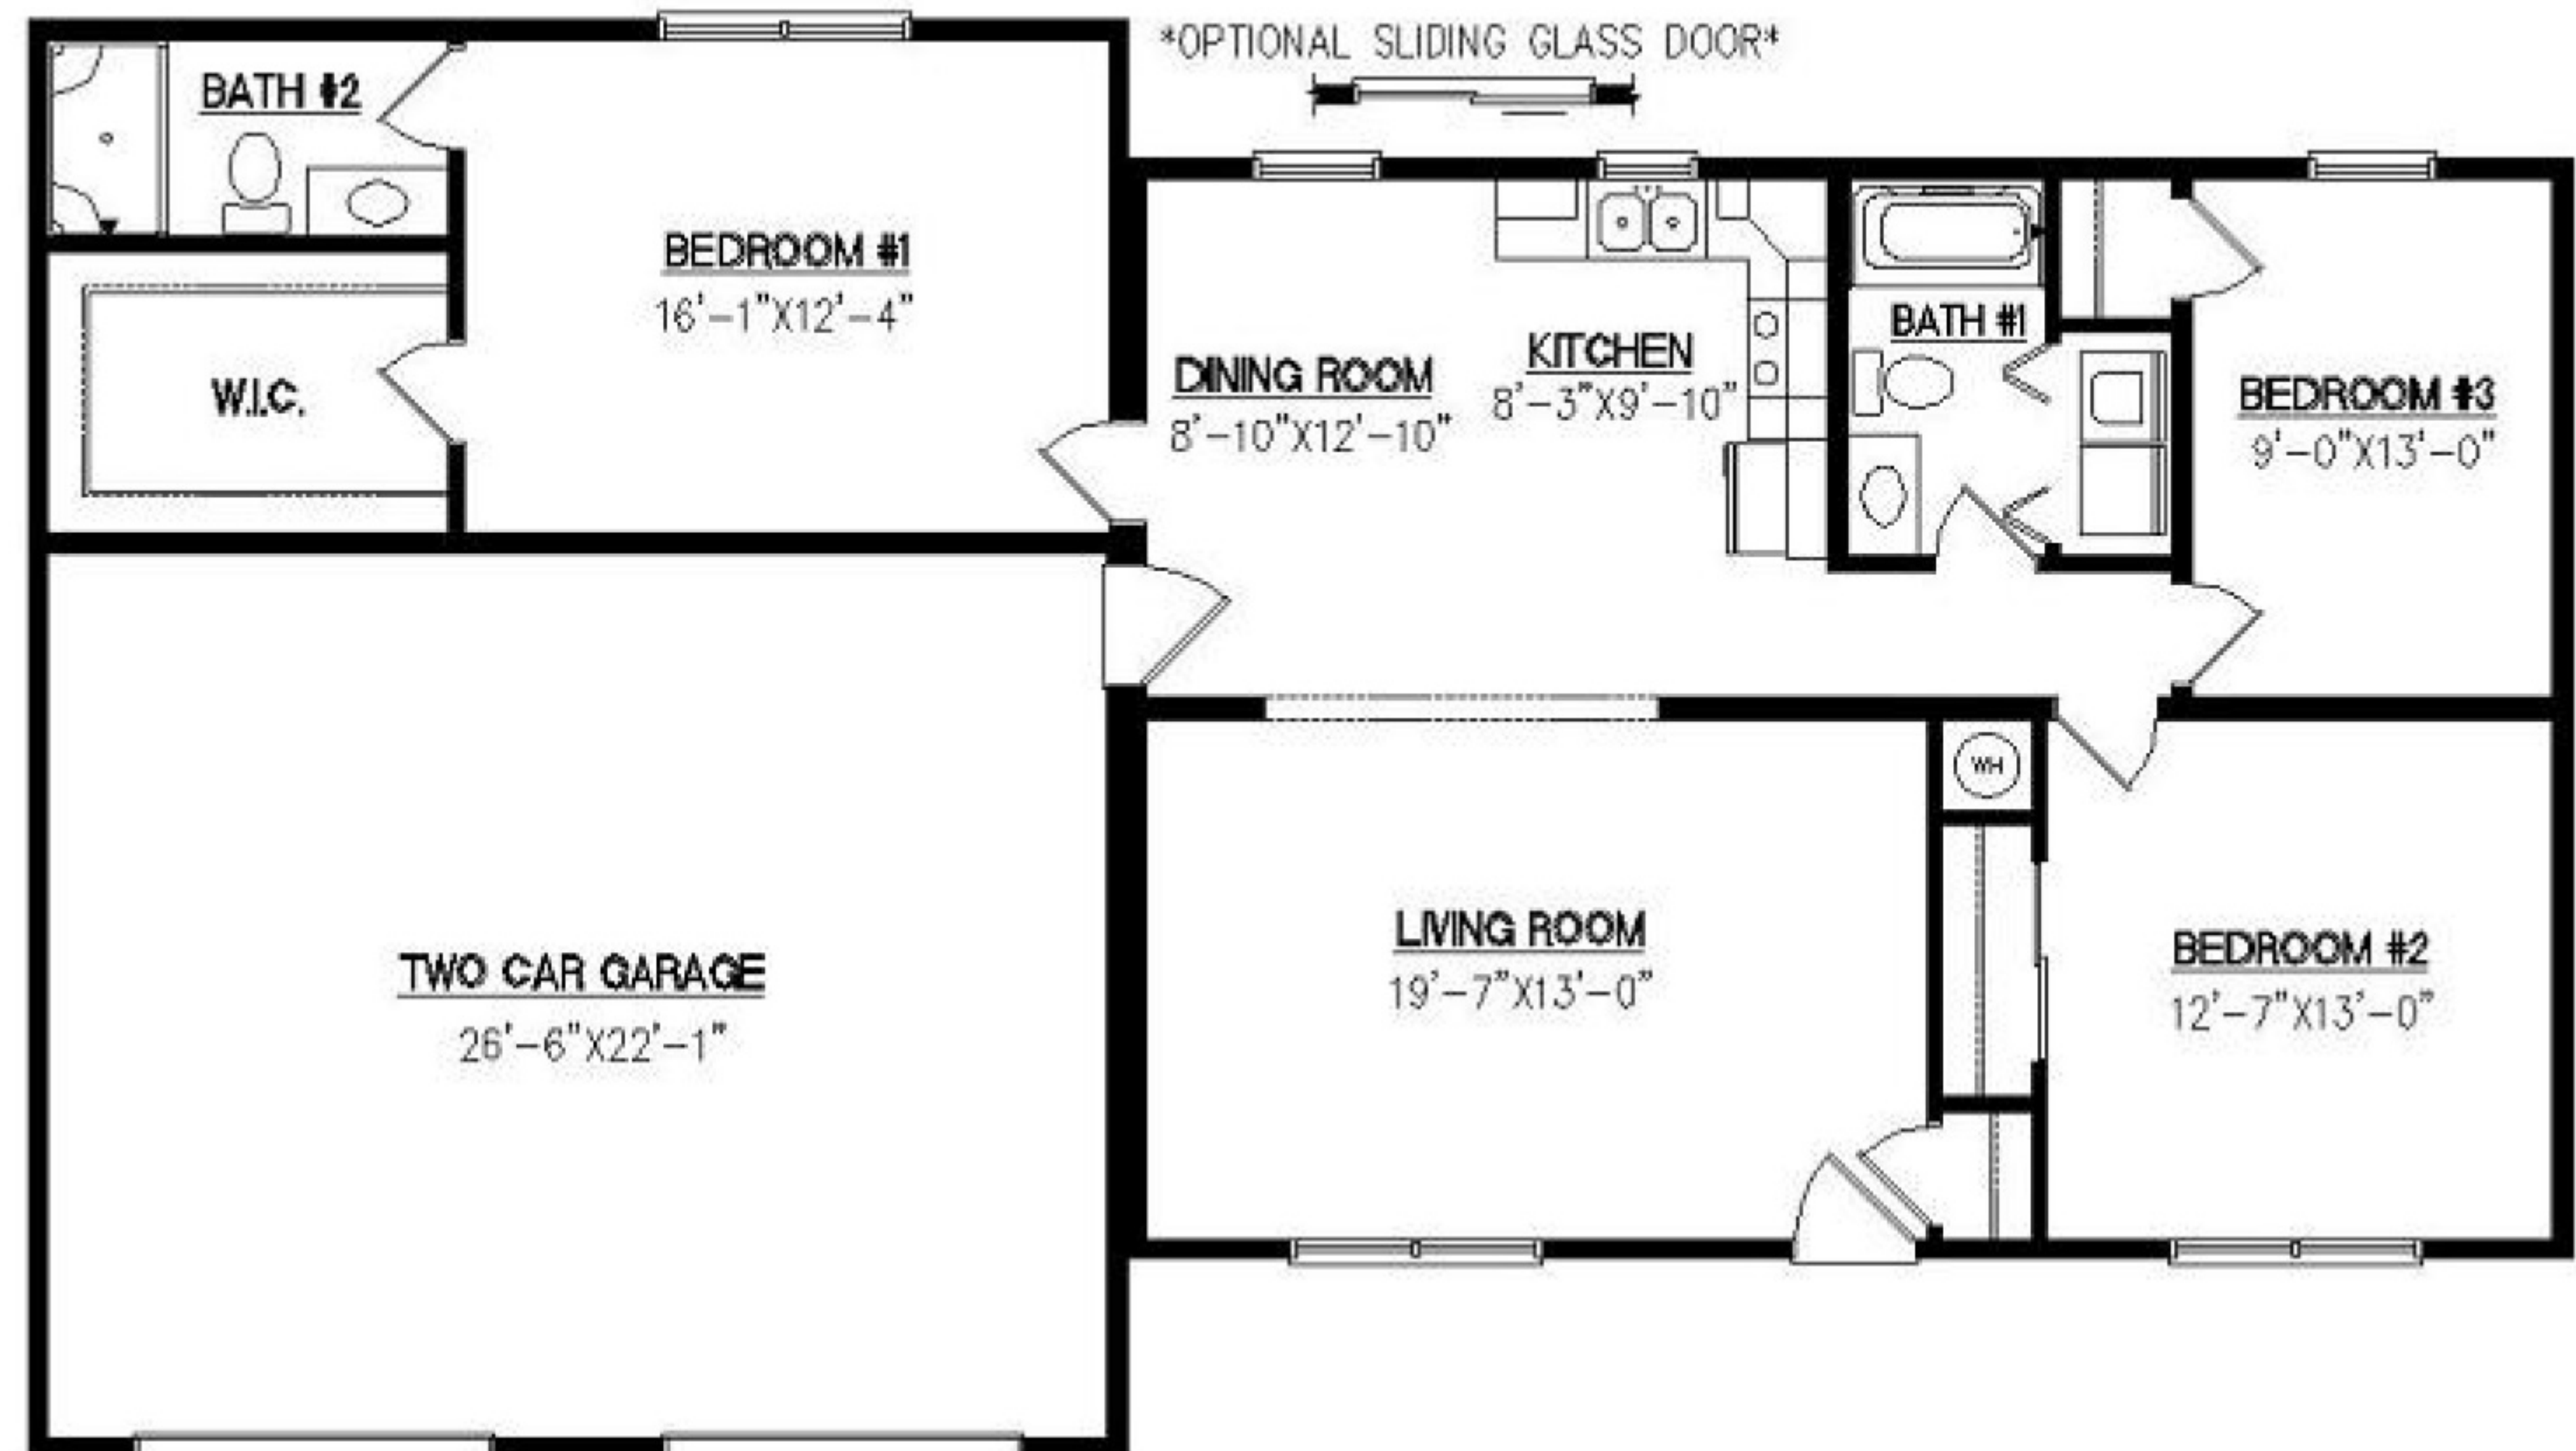 *OPTIONAL SLIDING GLASS DOOR*
BATH #2
BEDROOM #1
16'-1"X12'-4"
W.I.C.
DINING ROOM
8'-10"X12'-10"
KITCHEN
8'-3"X9'-10"
BATH #1
BEDROOM #3
9'-0"X13'-0"
TWO CAR GARAGE
26'-6"X22'-1"
LIVING ROOM
19'-7"X13'-0"
WH
BEDROOM #2
12'-7"X13'-0"